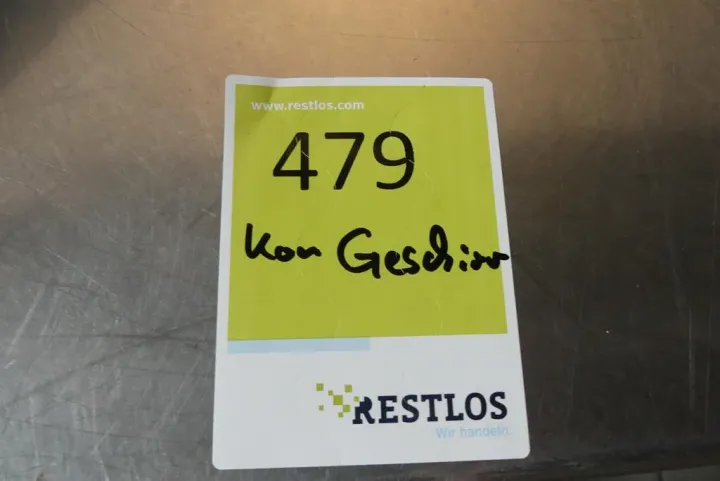 www.restlos.com
479
Kon Geschirr
RESTLOS
Wir handeln.